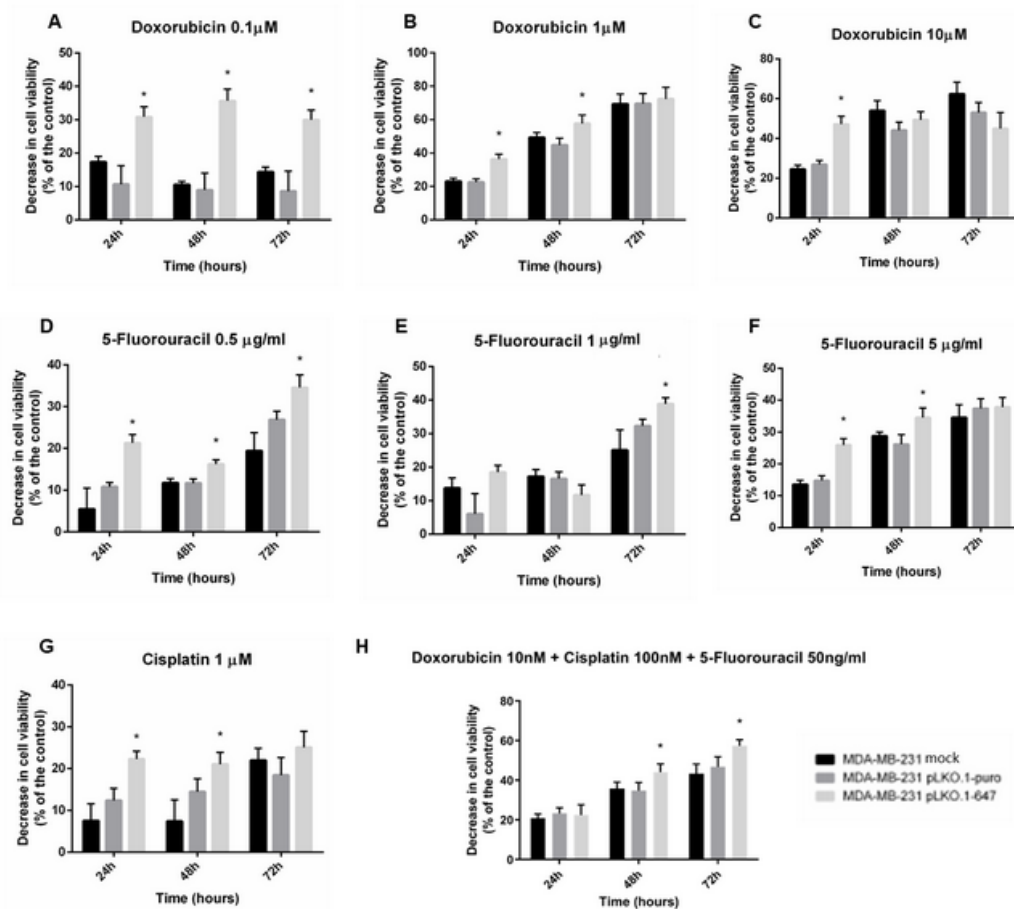 A
Doxorubicin 0.1μM
Decrease in cell viability
(% of the control)
50
40
30
20
10
0
*
*
*
24h
48h
72h
Time (hours)
B
Doxorubicin 1μM
Decrease in cell viability
(% of the control)
100
80
60
40
20
0
*
*
24h
48h
72h
Time (hours)
C
Doxorubicin 10μM
Decrease in cell viability
(% of the control)
80
60
40
20
0
*
24h
48h
72h
Time (hours)
D
5-Fluorouracil 0.5 μg/ml
Decrease in cell viability
(% of the control)
40
30
20
10
0
*
*
*
24h
48h
72h
Time (hours)
E
5-Fluorouracil 1 μg/ml
Decrease in cell viability
(% of the control)
50
40
30
20
10
0
*
24h
48h
72h
Time (hours)
F
5-Fluorouracil 5 μg/ml
Decrease in cell viability
(% of the control)
50
40
30
20
10
0
*
*
24h
48h
72h
Time (hours)
G
Cisplatin 1 μM
Decrease in cell viability
(% of the control)
40
30
20
10
0
*
*
24h
48h
72h
Time (hours)
H
Doxorubicin 10nM + Cisplatin 100nM + 5-Fluorouracil 50ng/ml
Decrease in cell viability
(% of the control)
80
60
40
20
0
*
*
24h
48h
72h
Time (hours)
MDA-MB-231 mock
MDA-MB-231 pLKO.1-puro
MDA-MB-231 pLKO.1-647